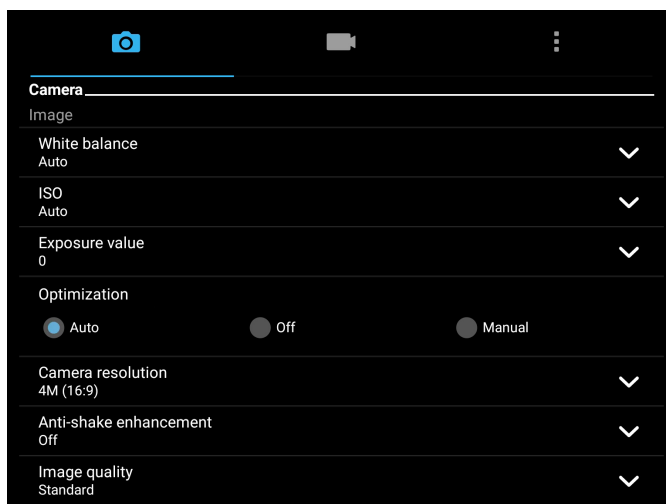 Camera
Image
White balance
Auto
ISO
Auto
Exposure value
0
Optimization
Auto Off Manual
Camera resolution
4M (16:9)
Anti-shake enhancement
Off
Image quality
Standard